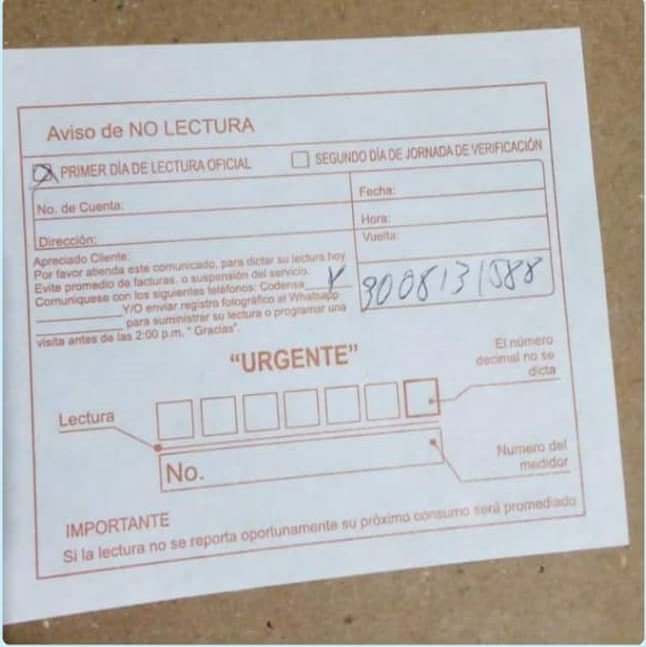 Aviso de NO LECTURA
PRIMER DÍA DE LECTURA OFICIAL
SEGUNDO DÍA DE JORNADA DE VERIFICACIÓN
No. de Cuenta:
Fecha:
Hora:
Dirección:
Vuelta:
Apreciado Cliente:
Por favor atienda este comunicado, para dictar su lectura hoy
Evite promedio de facturas, o suspensión del servicio.
Comuniquese con los siguientes teléfonos: Codensa
Y/O enviar registro fotográfico al Whatsapp
para suministrar su lectura o programar una
visita antes de las 2:00 p.m. " Gracias".
3008131588
"URGENTE"
El número
decimal no se
dicta
Lectura
No.
Numero del
medidor
IMPORTANTE
Si la lectura no se reporta oportunamente su próximo consumo será promediado